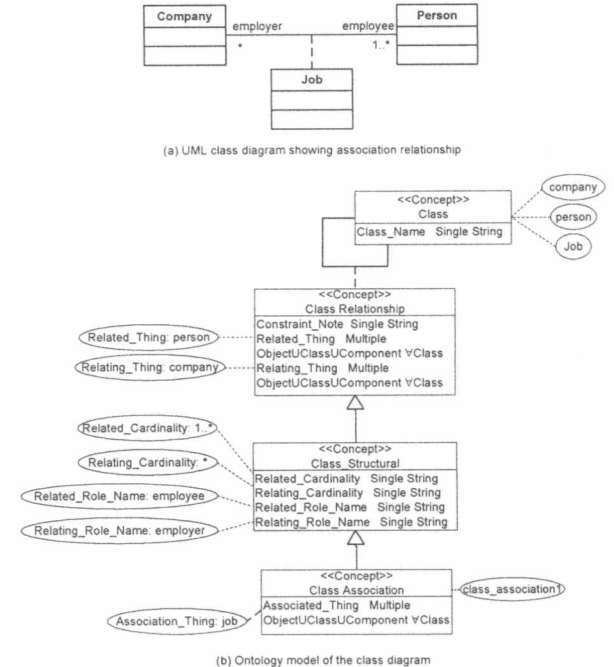 Company
Person
employer
employee
*
1..*
Job
(a) UML class diagram showing association relationship
company
<<Concept>>
Class
person
Class_Name Single String
Job
<<Concept>>
Class Relationship
Constraint_Note Single String
Related_Thing: person
Related_Thing Multiple
ObjectUClassUComponent ∀Class
Relating_Thing: company
Relating_Thing Multiple
ObjectUClassUComponent ∀Class
Related_Cardinality: 1..*
<<Concept>>
Class_Structural
Relating_Cardinality: *
Related_Cardinality Single String
Relating_Cardinality Single String
Related_Role_Name: employee
Related_Role_Name Single String
Relating_Role_Name Single String
Relating_Role_Name: employer
<<Concept>>
Class Association
class_association1
Associated_Thing Multiple
Association_Thing: job
ObjectUClassUComponent ∀Class
(b) Ontology model of the class diagram